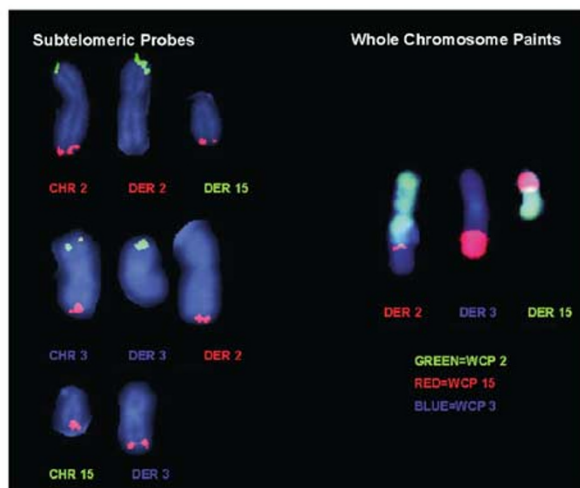 Subtelomeric Probes
Whole Chromosome Paints
CHR 2 DER 2 DER 15
CHR 3 DER 3 DER 2
DER 2 DER 3 DER 15
GREEN=WCP 2
RED=WCP 15
BLUE=WCP 3
CHR 15 DER 3